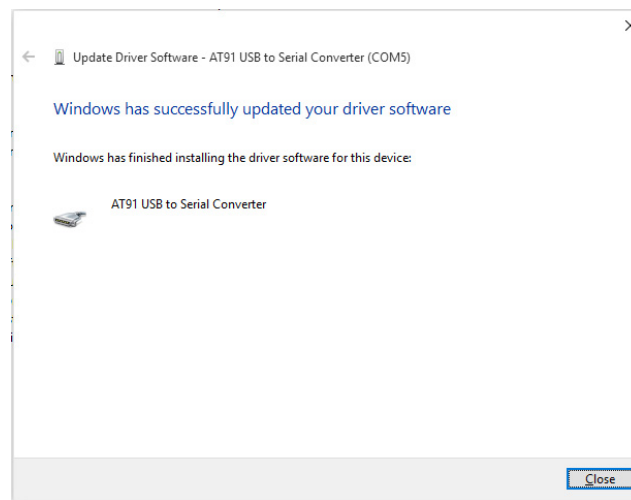 Update Driver Software - AT91 USB to Serial Converter (COM5)
Windows has successfully updated your driver software
Windows has finished installing the driver software for this device:
AT91 USB to Serial Converter
Close